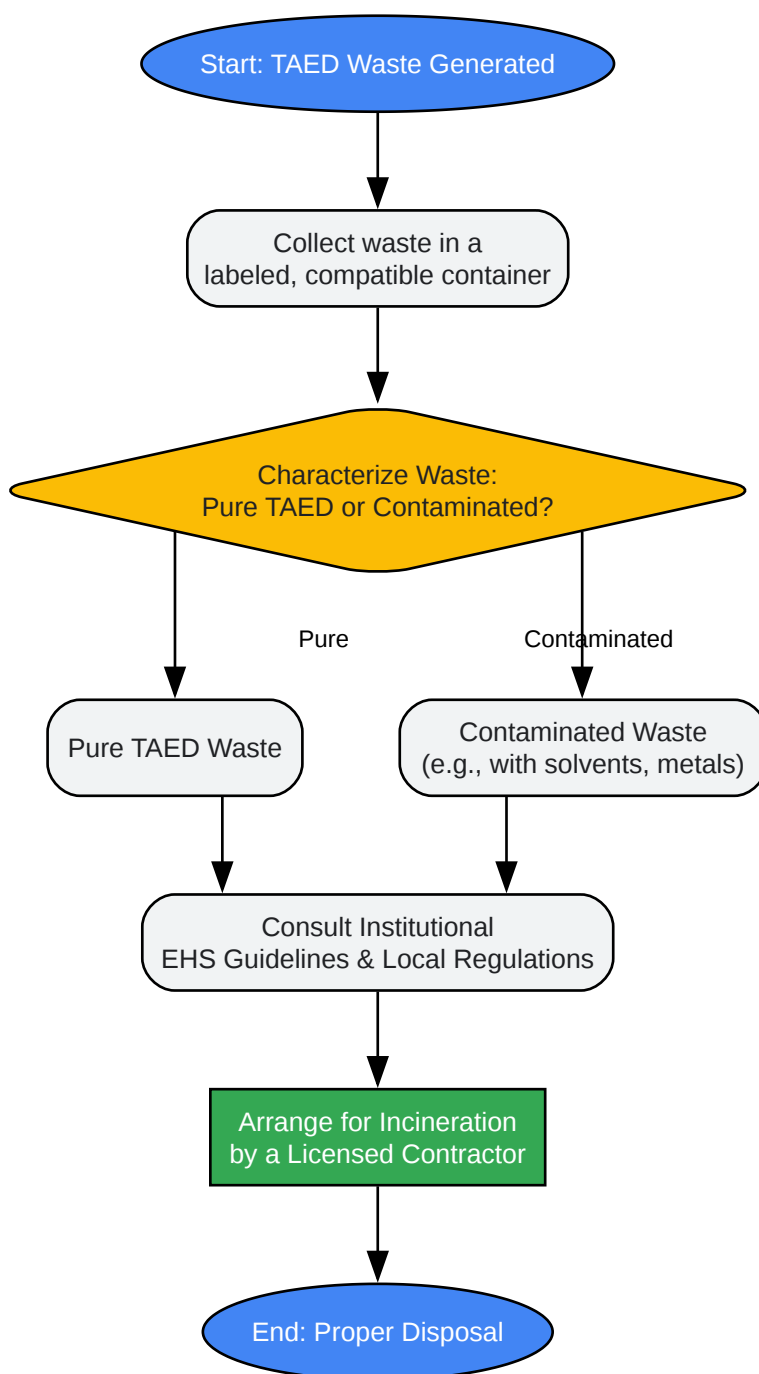 Start: TAED Waste Generated
Collect waste in a
labeled, compatible container
Characterize Waste:
Pure TAED or Contaminated?
Pure
Contaminated
Pure TAED Waste
Contaminated Waste
(e.g., with solvents, metals)
Consult Institutional
EHS Guidelines & Local Regulations
Arrange for Incineration
by a Licensed Contractor
End: Proper Disposal